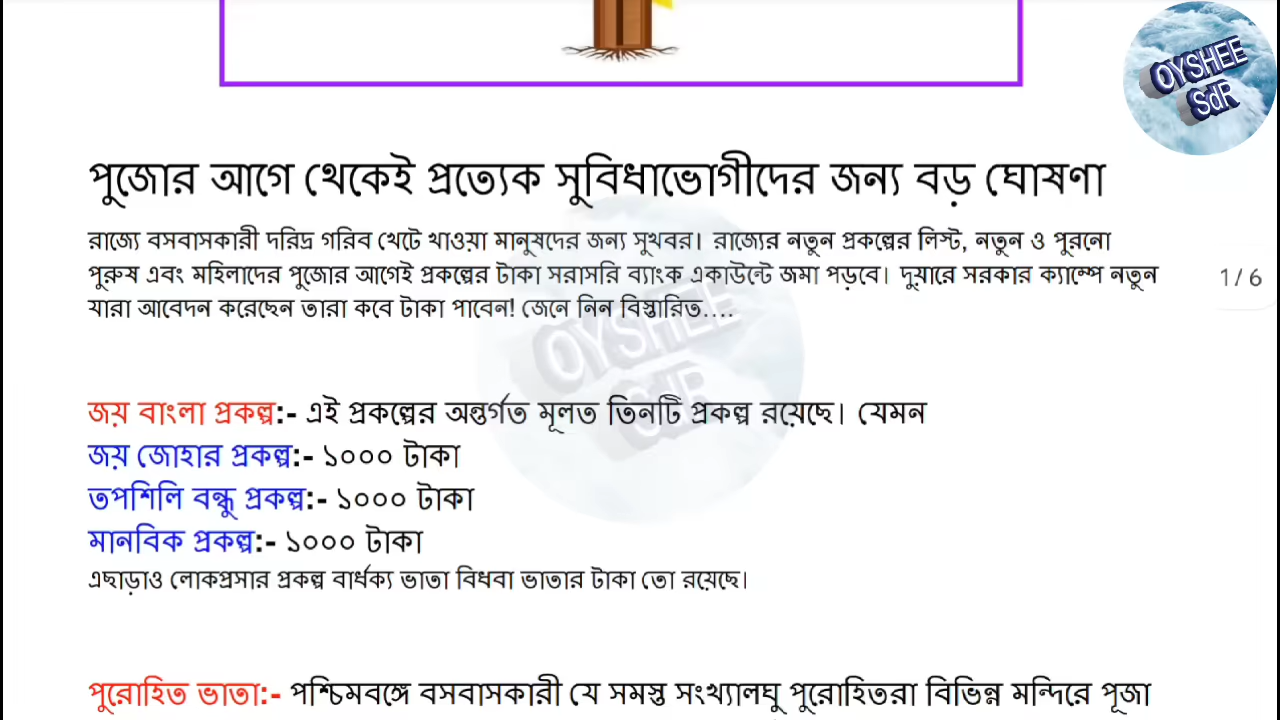 OYSHEE
SdR
পুজোর আগে থেকেই প্রত্যেক সুবিধাভোগীদের জন্য বড় ঘোষণা
রাজ্যে বসবাসকারী দরিদ্র গরিব খেটে খাওয়া মানুষদের জন্য সুখবর। রাজ্যের নতুন প্রকল্পের লিস্ট, নতুন ও পুরনো
পুরুষ এবং মহিলাদের পুজোর আগেই প্রকল্পের টাকা সরাসরি ব্যাংক একাউন্টে জমা পড়বে। দুয়ারে সরকার ক্যাম্পে নতুন
1/6
যারা আবেদন করেছেন তারা কবে টাকা পাবেন! জেনে নিন বিস্তারিত....
OYSHEE
SdR
জয় বাংলা প্রকল্প:- এই প্রকল্পের অন্তর্গত মূলত তিনটি প্রকল্প রয়েছে। যেমন
জয় জোহার প্রকল্প:- ১০০০ টাকা
তপশিলি বন্ধু প্রকল্প:- ১০০০ টাকা
মানবিক প্রকল্প:- ১০০০ টাকা
এছাড়াও লোকপ্রসার প্রকল্প বার্ধক্য ভাতা বিধবা ভাতার টাকা তো রয়েছে।
পুরোহিত ভাতা:- পশ্চিমবঙ্গে বসবাসকারী যে সমস্ত সংখ্যালঘু পুরোহিতরা বিভিন্ন মন্দিরে পূজা